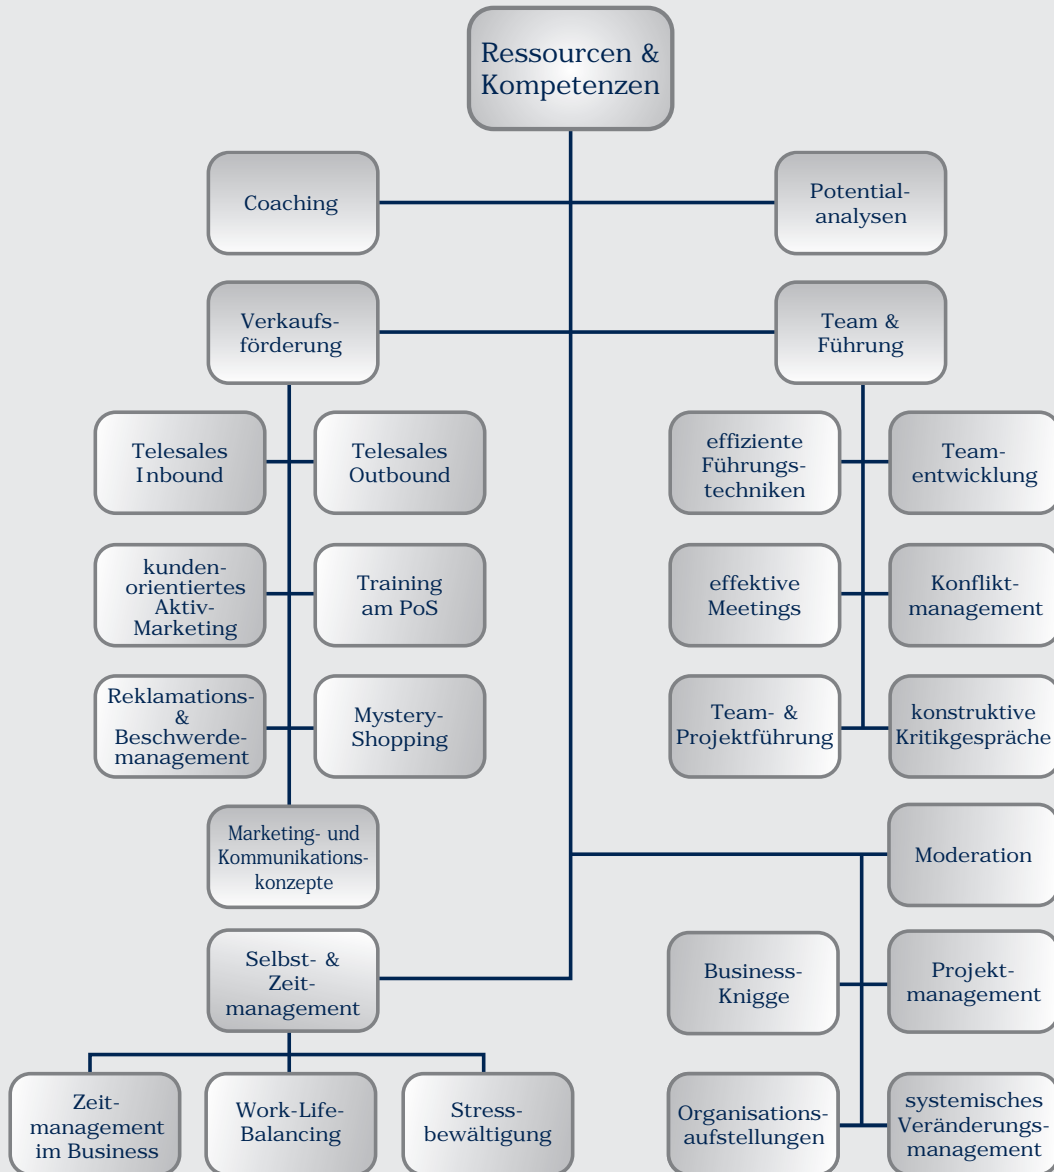 Ressourcen &
Kompetenzen
Coaching
Potential-
analysen
Verkaufs-
förderung
Team &
Führung
Telesales
Inbound
Telesales
Outbound
effiziente
Führungs-
techniken
Team-
entwicklung
kunden-
orientiertes
Aktiv-
Marketing
Training
am PoS
effektive
Meetings
Konflikt-
management
Reklamations-
&
Beschwerde-
management
Mystery-
Shopping
Team- &
Projektführung
konstruktive
Kritikgespräche
Marketing- und
Kommunikations-
konzepte
Moderation
Selbst- &
Zeit-
management
Business-
Knigge
Projekt-
management
Zeit-
management
im Business
Work-Life-
Balancing
Stress-
bewältigung
Organisations-
aufstellungen
systemisches
Veränderungs-
management